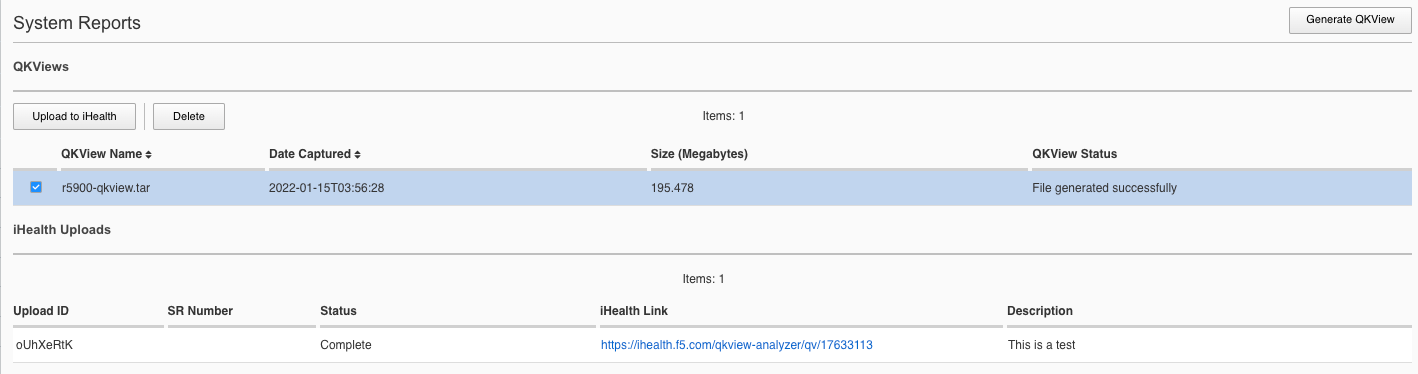 System Reports
Generate QKView
QKViews
Upload to iHealth
Delete
Items: 1
QKView Name Date Captured Size (Megabytes) QKView Status
r5900-qkview.tar 2022-01-15T03:56:28 195.478 File generated successfully
iHealth Uploads
Items: 1
Upload ID SR Number Status iHealth Link Description
oUhXeRtK Complete https://ihealth.f5.com/qkview-analyzer/qv/17633113 This is a test